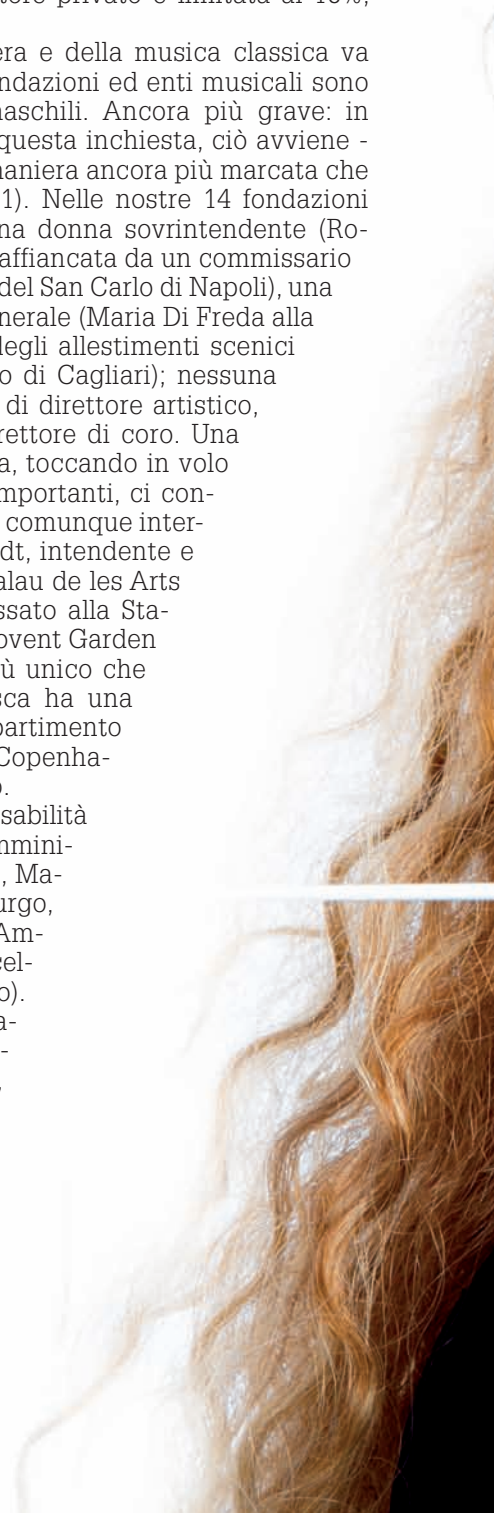 era e della musica classica va
ndazioni ed enti musicali sono
naschili. Ancora più grave: in
questa inchiesta, ciò avviene -
naniera ancora più marcata che
1). Nelle nostre 14 fondazioni
na donna sovrintendente (Ro-
affiancata da un commissario
del San Carlo di Napoli), una
nerale (Maria Di Freda alla
degli allestimenti scenici
o di Cagliari); nessuna
di direttore artistico,
rettore di coro. Una
a, toccando in volo
mportanti, ci con-
comunque inter-
dt, intendente e
alau de les Arts
ssato alla Sta-
ovent Garden
ù unico che
sca ha una
partimento
Copenha-
o.
sabilità
mmini-
, Ma-
urgo,
Am-
cel-
o).
a-
-
,